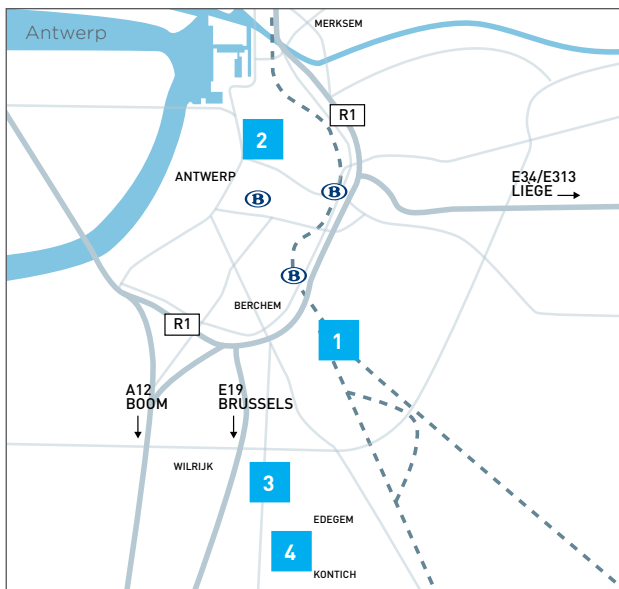 MERKSEM
Antwerp
R1
2
E34/E313
LIÈGE
ANTWERP
B
B
B
BERCHEM
R1
1
A12
BOOM
E19
BRUSSELS
WILRIJK
3
EDEGEM
4
KONTICH